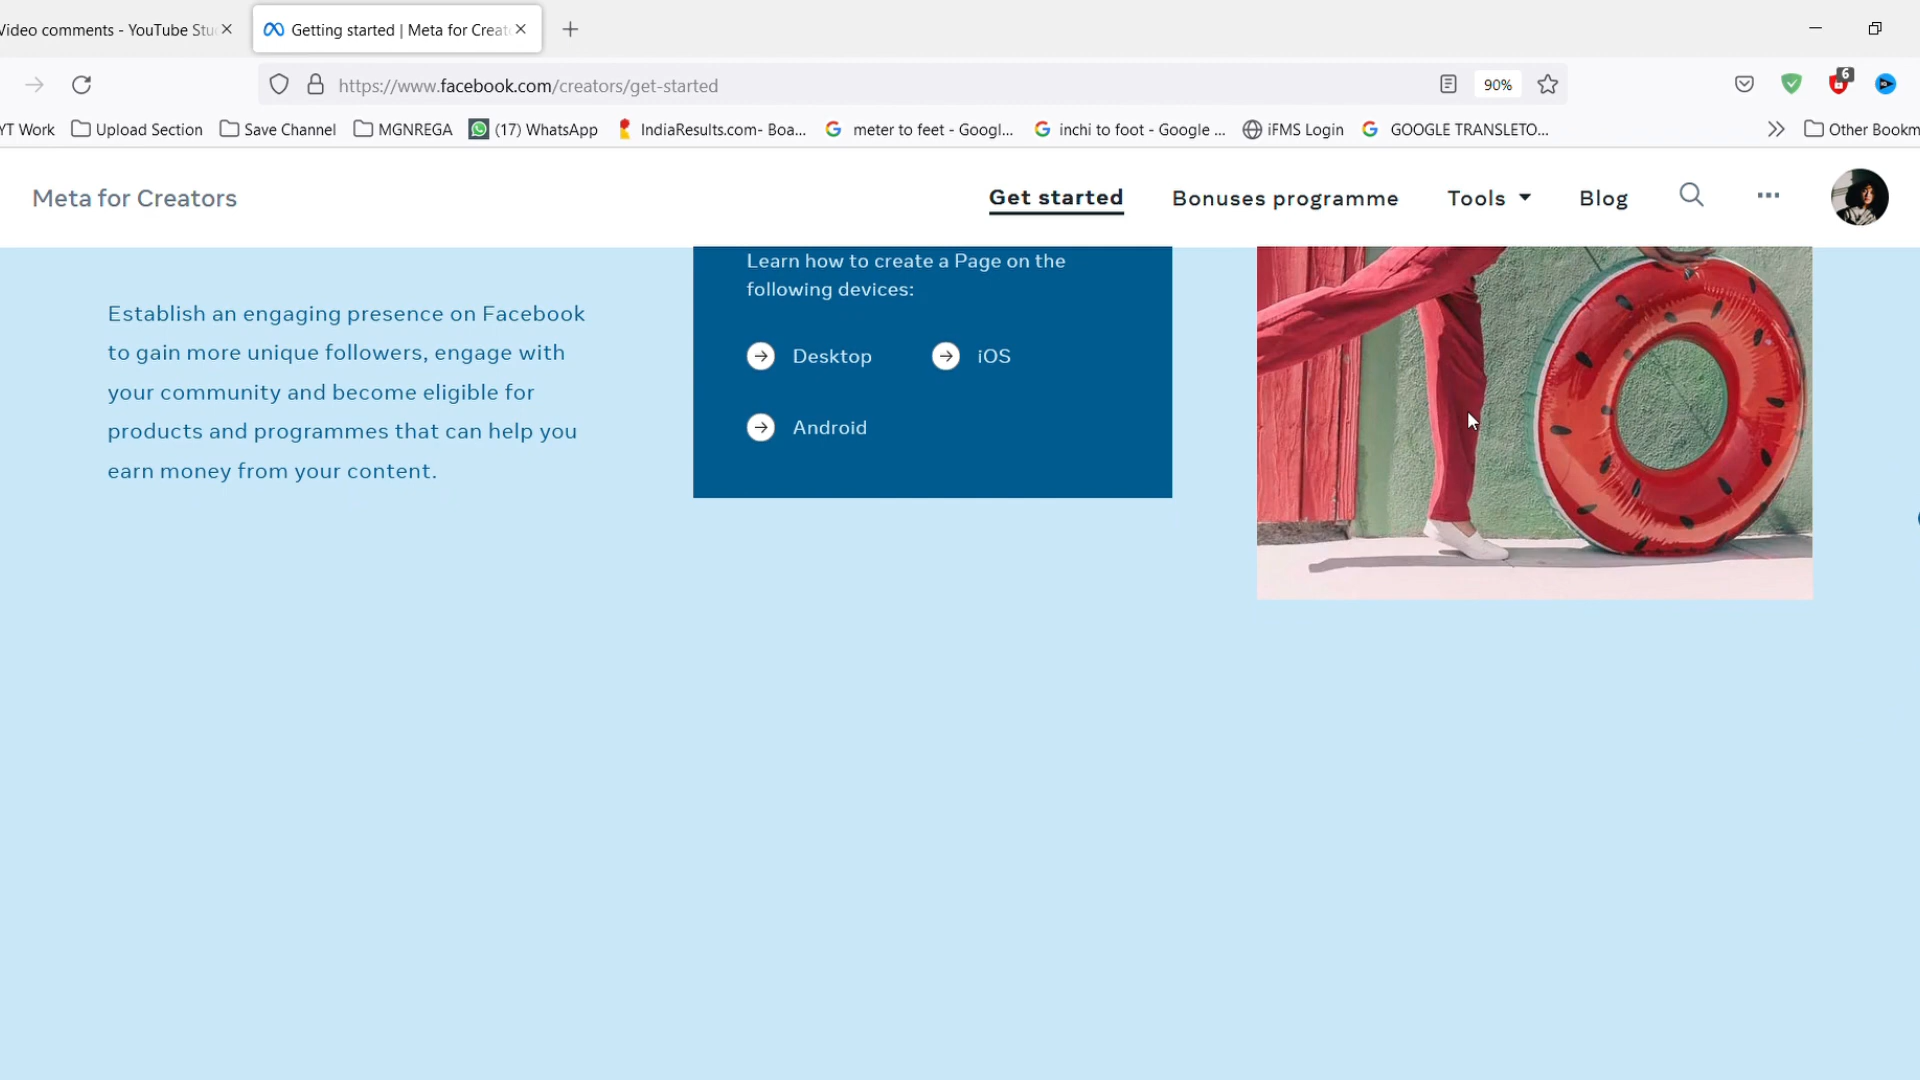 Video comments - YouTube Stu
Getting started | Meta for Creat
https://www.facebook.com/creators/get-started
90%
6
YT Work
Upload Section
Save Channel
MGNREGA
(17) WhatsApp
IndiaResults.com- Boa...
meter to feet - Googl...
inchi to foot - Google ...
iFMS Login
GOOGLE TRANSLETO...
Other Bookm
Meta for Creators
Get started
Bonuses programme
Tools
Blog
Establish an engaging presence on Facebook
to gain more unique followers, engage with
your community and become eligible for
products and programmes that can help you
earn money from your content.
Learn how to create a Page on the
following devices:
Desktop
iOS
Android